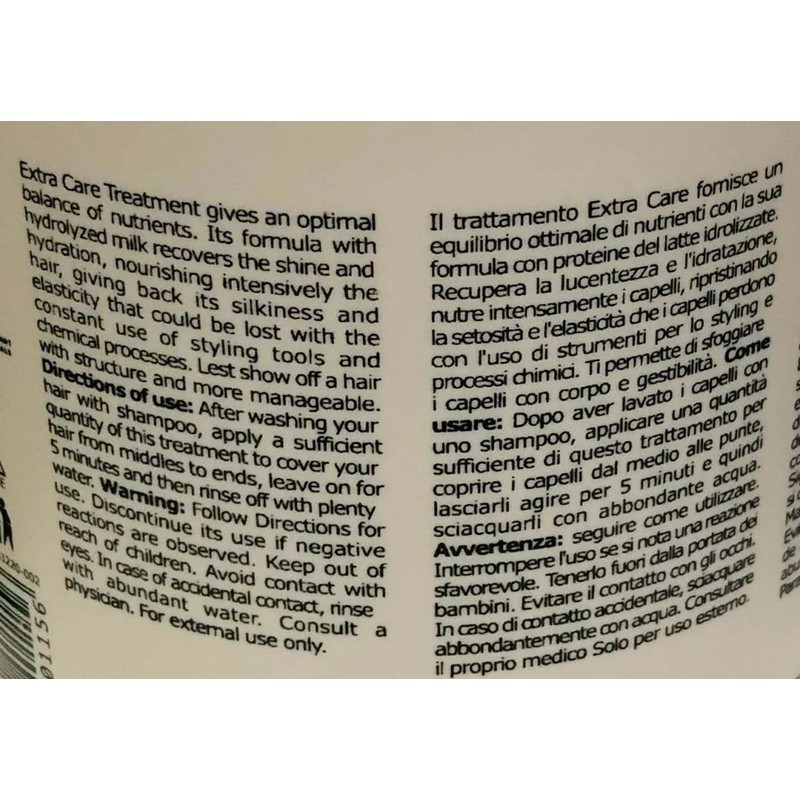 Extra Care Treatment gives an optimal
balance of nutrients. Its formula with
hydrolyzed milk recovers the shine and
hydration, nourishing intensively the
hair, giving back its silkiness and
elasticity that could be lost with the
constant use of styling tools and
chemical processes. Lest show off a hair
with structure and more manageable.
Directions of use: After washing your
hair with shampoo, apply a sufficient
quantity of this treatment to cover your
hair from middles to ends, leave on for
5 minutes and then rinse off with plenty
water. Warning: Follow Directions for
use. Discontinue its use if negative
reactions are observed. Keep out of
reach of children. Avoid contact with
eyes. In case of accidental contact, rinse
with abundant water. Consult a
physician. For external use only.
Il trattamento Extra Care fornisce un
equilibrio ottimale di nutrienti con la sua
formula con proteine del latte idrolizzate.
Recupera la lucentezza e l'idratazione,
nutre intensamente i capelli, ripristinando
la setosità e l'elasticità che i capelli perdono
con l'uso di strumenti per lo styling e
processi chimici. Ti permette di sfoggiare
i capelli con corpo e gestibilità. Come
usare: Dopo aver lavato i capelli con
uno shampoo, applicare una quantità
sufficiente di questo trattamento per
coprire i capelli dal medio alle punte,
lasciarli agire per 5 minuti e quindi
sciacquarli con abbondante acqua.
Avvertenza: seguire come utilizzare.
Interrompere l'uso se si nota una reazione
sfavorevole. Tenerlo fuori dalla portata dei
bambini. Evitare il contatto con gli occhi.
In caso di contatto accidentale, sciacquare
abbondantemente con acqua. Consultare
il proprio medico Solo per uso esterno.
01156